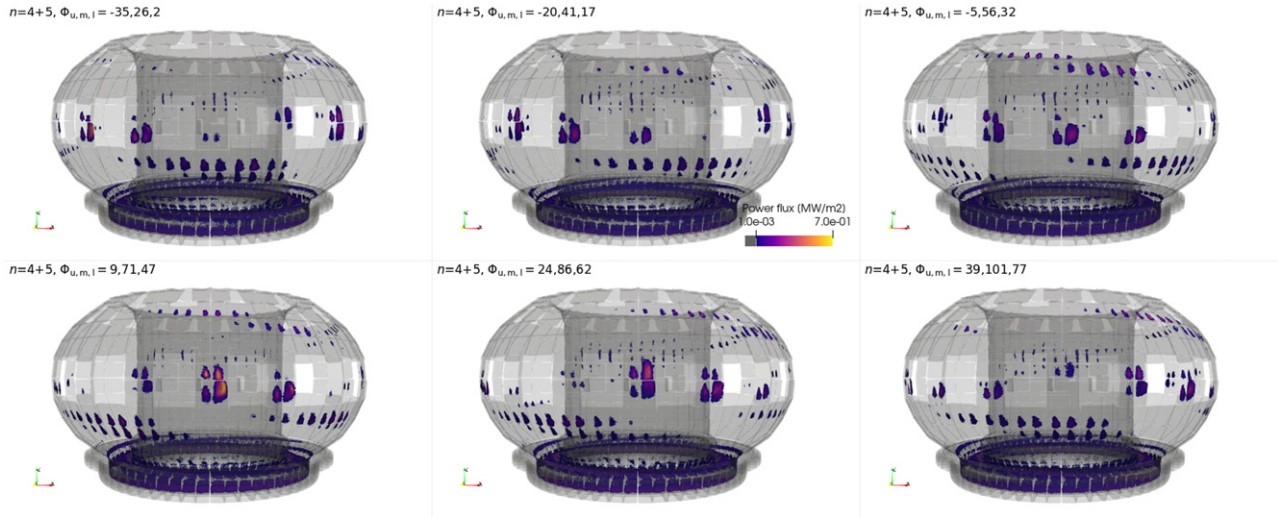 n=4+5, Φu,m,l = -35,26,2
n=4+5, Φu,m,l = -20,41,17
n=4+5, Φu,m,l = -5,56,32
Power flux (MW/m2)
1.0e-03 7.0e-01
n=4+5, Φu,m,l = 9,71,47
n=4+5, Φu,m,l = 24,86,62
n=4+5, Φu,m,l = 39,101,77